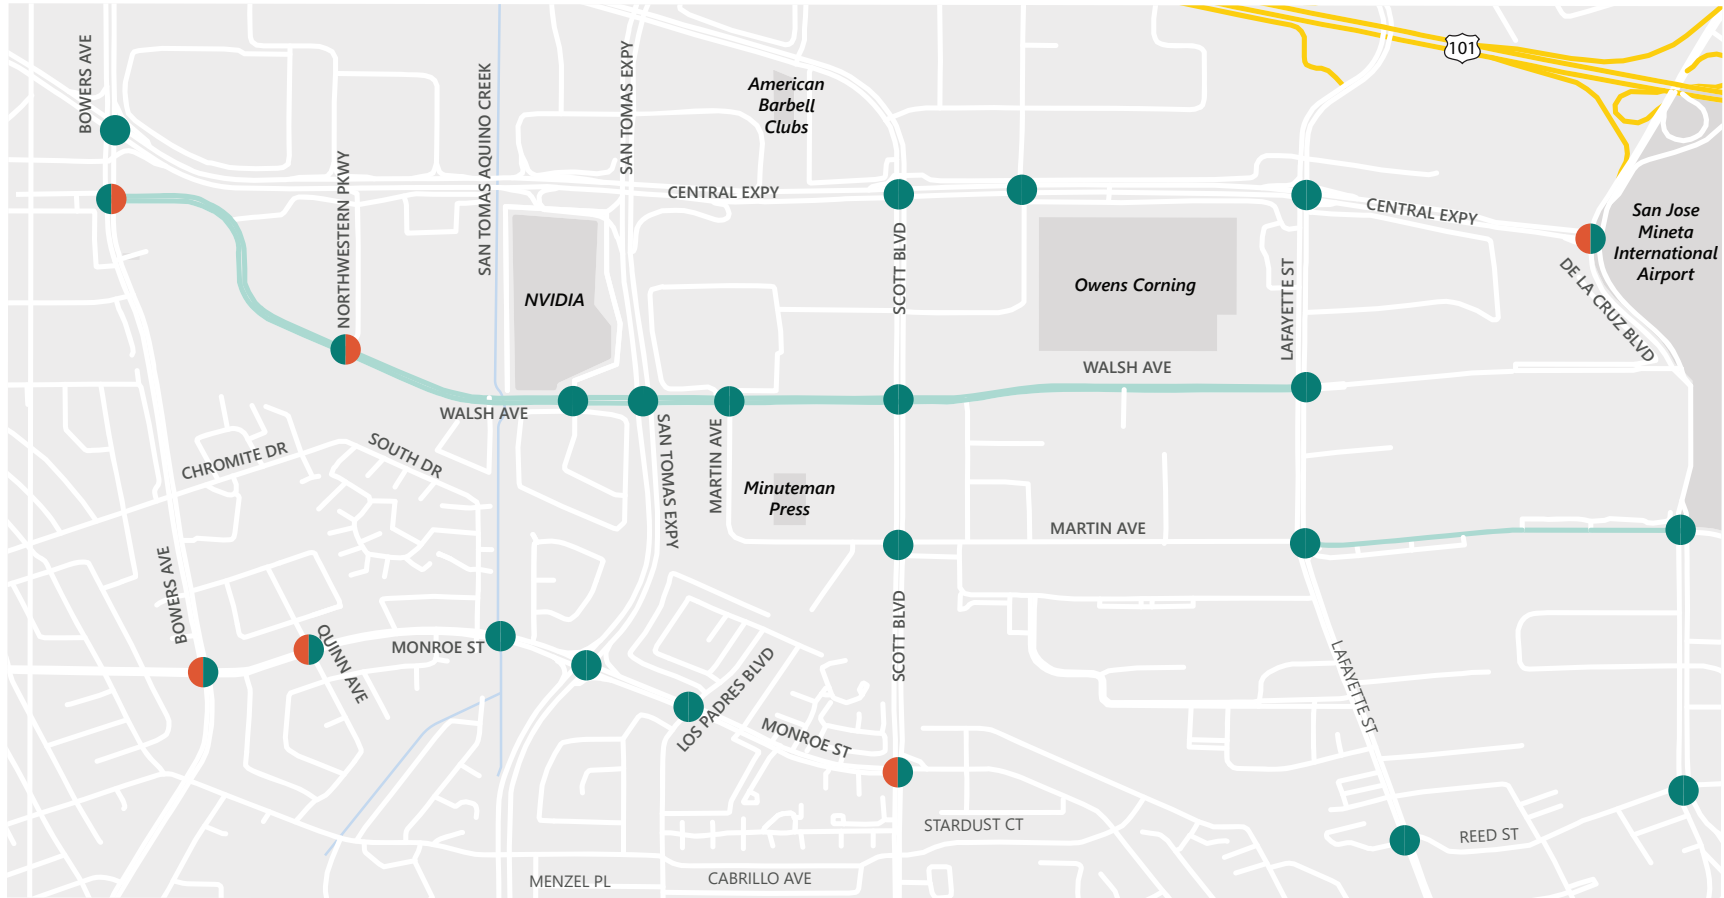 BOWERS AVE
SAN TOMAS AQUINO CREEK
SAN TOMAS EXPY
American
Barbell
Clubs
101
NORTHWESTERN PKWY
CENTRAL EXPY
CENTRAL EXPY
San Jose
Mineta
International
Airport
SCOTT BLVD
LAFAYETTE ST
DE LA CRUZ BLVD
NVIDIA
Owens Corning
WALSH AVE
WALSH AVE
CHROMITE DR
SOUTH DR
SAN TOMAS EXPY
MARTIN AVE
Minuteman
Press
MARTIN AVE
BOWERS AVE
QUINN AVE
MONROE ST
LOS PADRES BLVD
MONROE ST
SCOTT BLVD
LAFAYETTE ST
STARDUST CT
REED ST
MENZEL PL
CABRILLO AVE